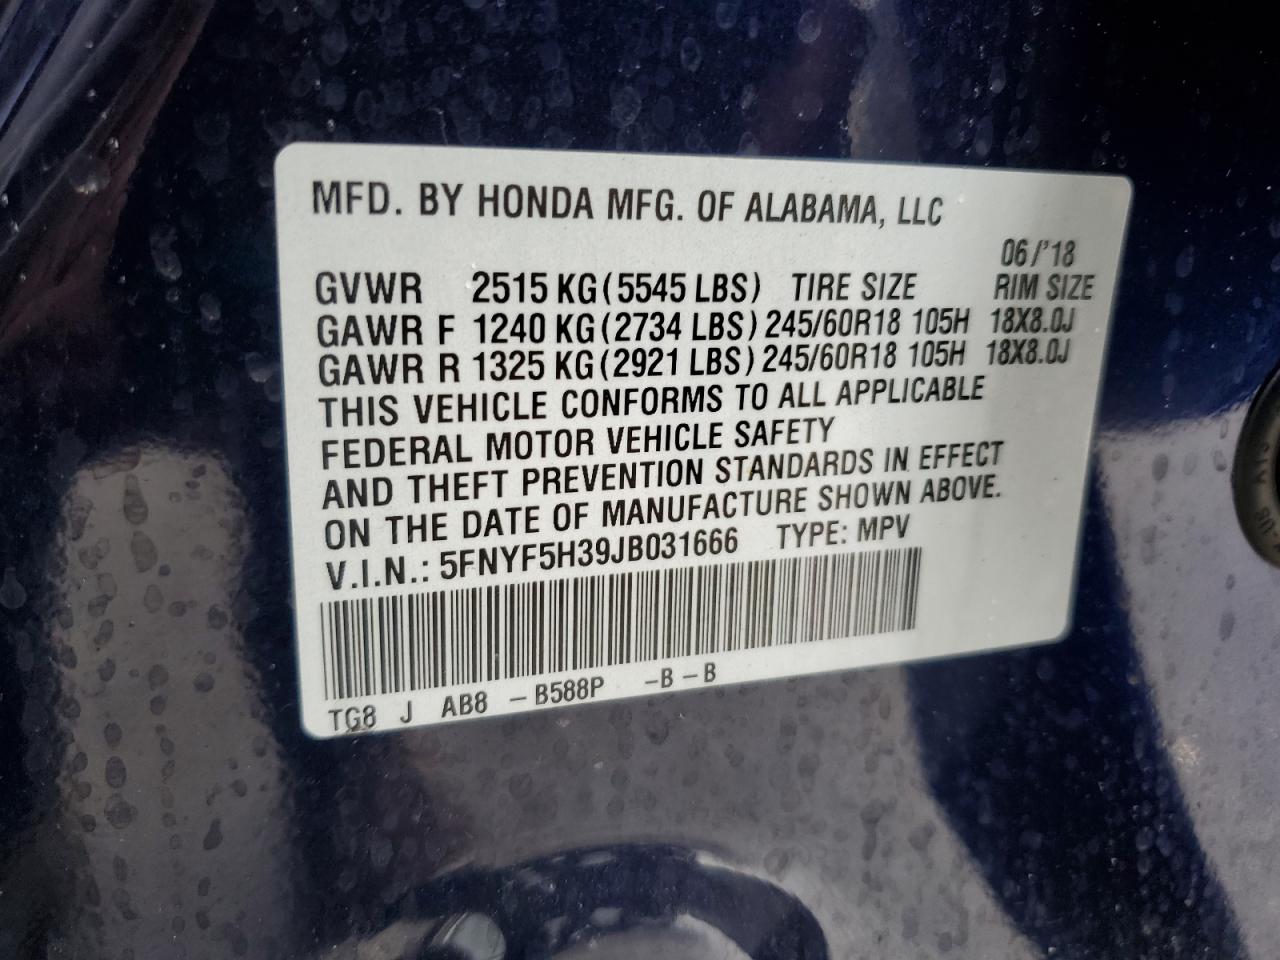 MFD. BY HONDA MFG. OF ALABAMA, LLC
06/'18
GVWR 2515 KG(5545 LBS) TIRE SIZE RIM SIZE
GAWR F 1240 KG(2734 LBS) 245/60R18 105H 18X8.0J
GAWR R 1325 KG(2921 LBS) 245/60R18 105H 18X8.0J
THIS VEHICLE CONFORMS TO ALL APPLICABLE
FEDERAL MOTOR VEHICLE SAFETY
AND THEFT PREVENTION STANDARDS IN EFFECT
ON THE DATE OF MANUFACTURE SHOWN ABOVE.
V.I.N.: 5FNYF5H39JB031666 TYPE: MPV
TG8 J AB8 -B588P -B-B